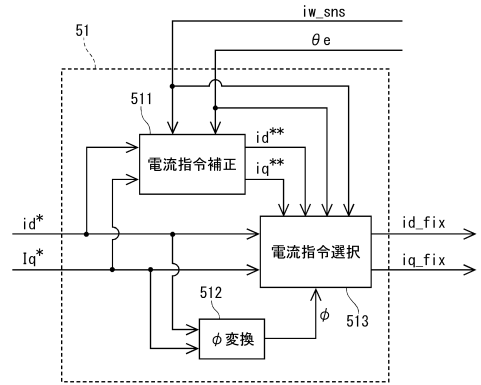 iw_sns
51
θe
511
電流指令補正
id**
iq**
id*
Iq*
電流指令選択
id_fix
iq_fix
512
φ変換
φ
513